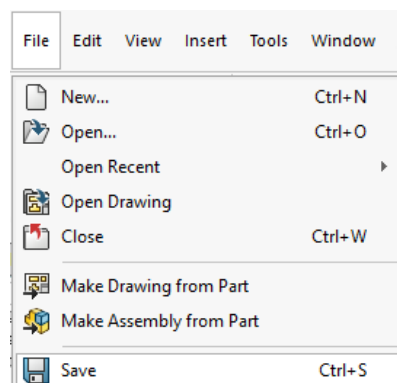 File Edit View Insert Tools Window
New... Ctrl+N
Open... Ctrl+O
Open Recent
Open Drawing
Close Ctrl+W
Make Drawing from Part
Make Assembly from Part
Save Ctrl+S